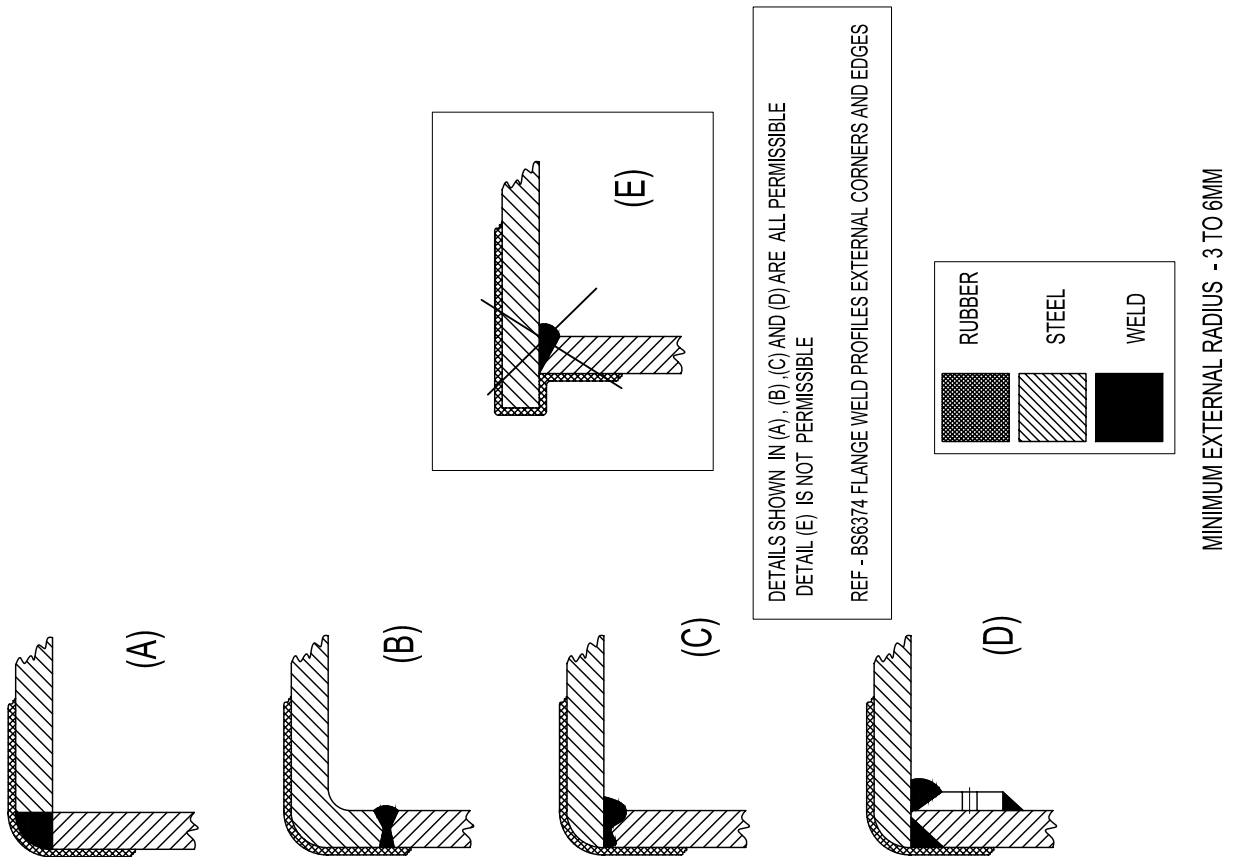 (A)
(B)
(C)
(D)
(E)
DETAILS SHOWN IN (A), (B),(C) AND (D) ARE ALL PERMISSIBLE
DETAIL (E) IS NOT PERMISSIBLE
REF - BS6374 FLANGE WELD PROFILES EXTERNAL CORNERS AND EDGES
RUBBER
STEEL
WELD
MINIMUM EXTERNAL RADIUS - 3 TO 6MM